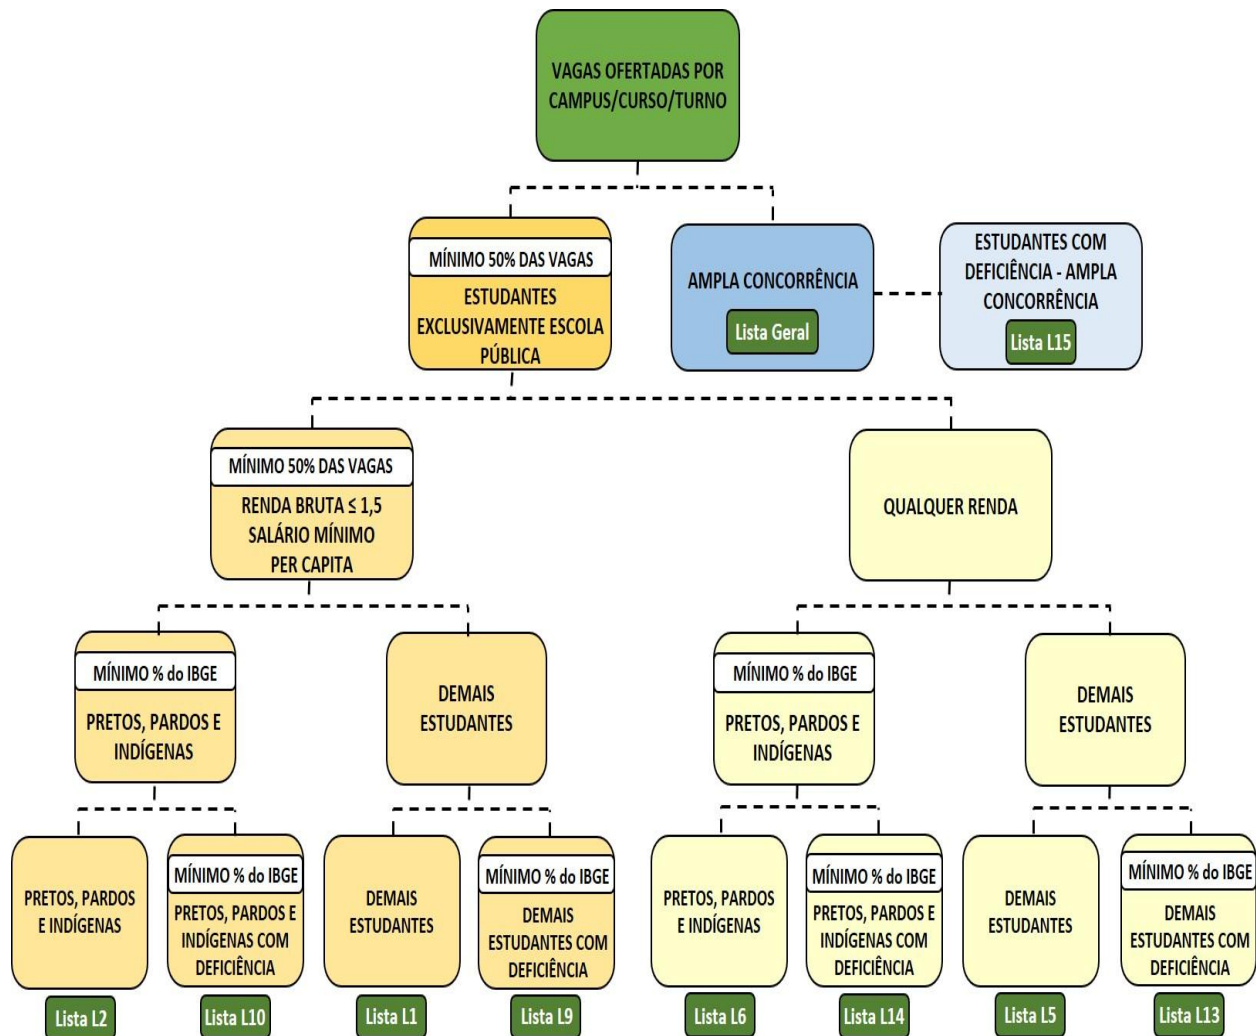 VAGAS OFERTADAS POR
CAMPUS/CURSO/TURNO
MÍNIMO 50% DAS VAGAS
ESTUDANTES
EXCLUSIVAMENTE ESCOLA
PÚBLICA
AMPLA CONCORRÊNCIA
Lista Geral
ESTUDANTES COM
DEFICIÊNCIA - AMPLA
CONCORRÊNCIA
Lista L15
MÍNIMO 50% DAS VAGAS
RENDA BRUTA ≤ 1,5
SALÁRIO MÍNIMO
PER CAPITA
QUALQUER RENDA
MÍNIMO % do IBGE
PRETOS, PARDOS E
INDÍGENAS
DEMAIS
ESTUDANTES
MÍNIMO % do IBGE
PRETOS, PARDOS E
INDÍGENAS
DEMAIS
ESTUDANTES
PRETOS, PARDOS
E INDÍGENAS
Lista L2
MÍNIMO % do IBGE
PRETOS, PARDOS E
INDÍGENAS COM
DEFICIÊNCIA
Lista L10
DEMAIS
ESTUDANTES
Lista L1
MÍNIMO % do IBGE
DEMAIS
ESTUDANTES COM
DEFICIÊNCIA
Lista L9
PRETOS, PARDOS
E INDÍGENAS
Lista L6
MÍNIMO % do IBGE
PRETOS, PARDOS E
INDÍGENAS COM
DEFICIÊNCIA
Lista L14
DEMAIS
ESTUDANTES
Lista L5
MÍNIMO % do IBGE
DEMAIS
ESTUDANTES COM
DEFICIÊNCIA
Lista L13